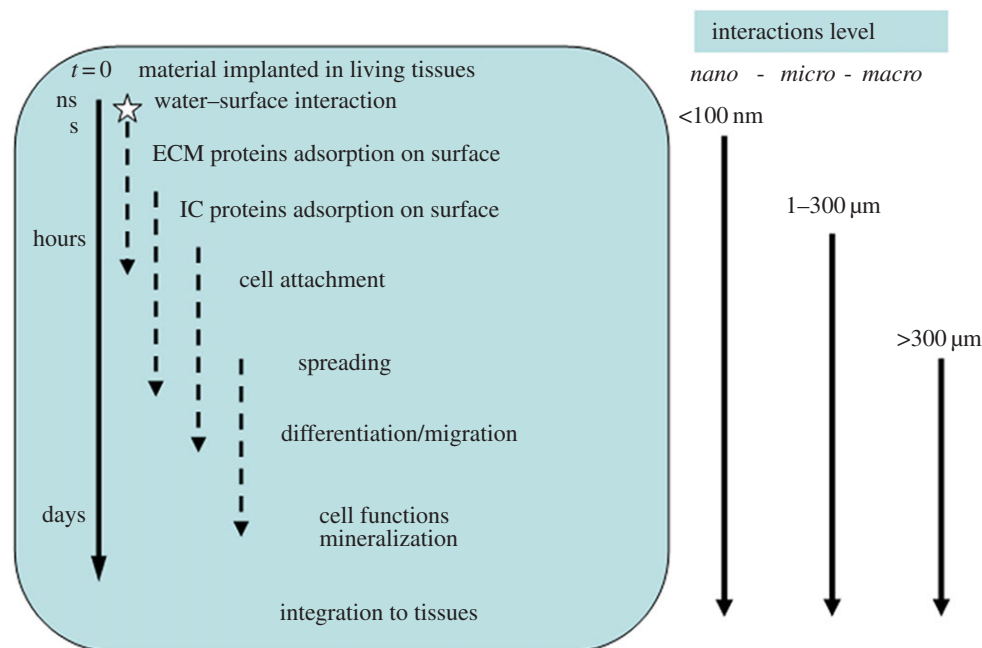 interactions level
t = 0 material implanted in living tissues
nano - micro - macro
ns
water–surface interaction
s
<100 nm
ECM proteins adsorption on surface
IC proteins adsorption on surface
1–300 µm
hours
cell attachment
>300 µm
spreading
differentiation/migration
days
cell functions
mineralization
integration to tissues